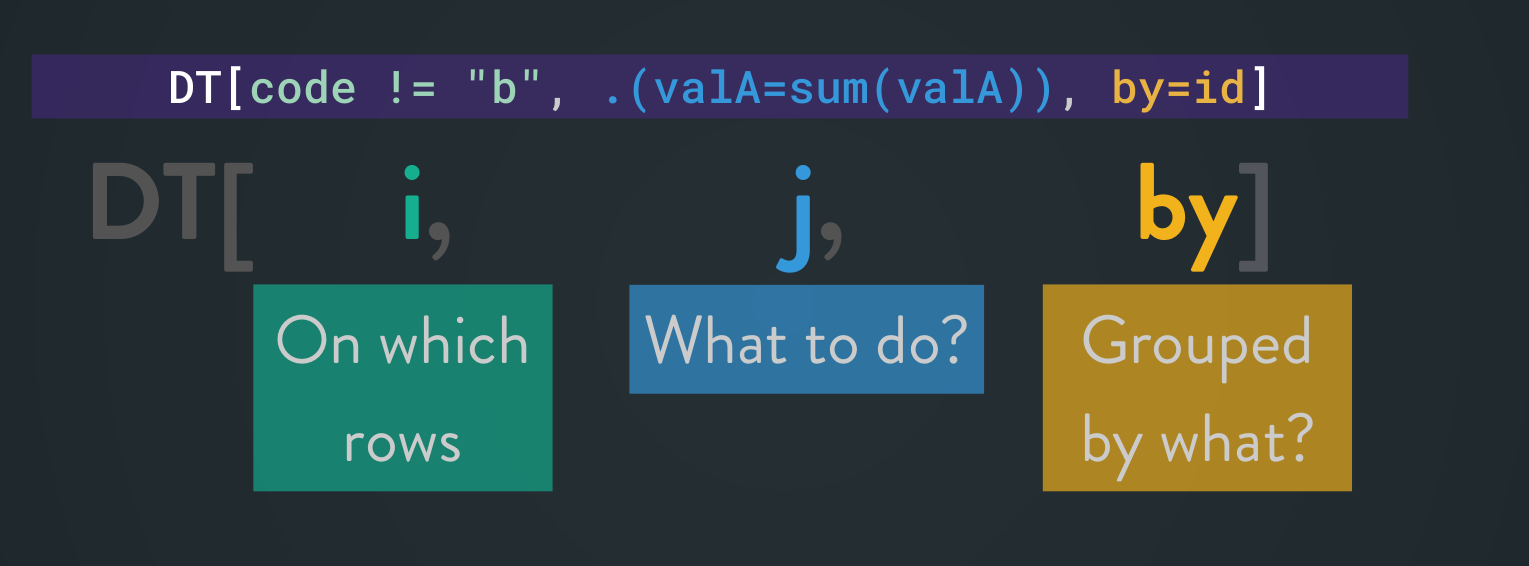 DT[code != "b", .(valA=sum(valA)), by=id]
DT[ i, j, by]
On which
rows
What to do?
Grouped
by what?